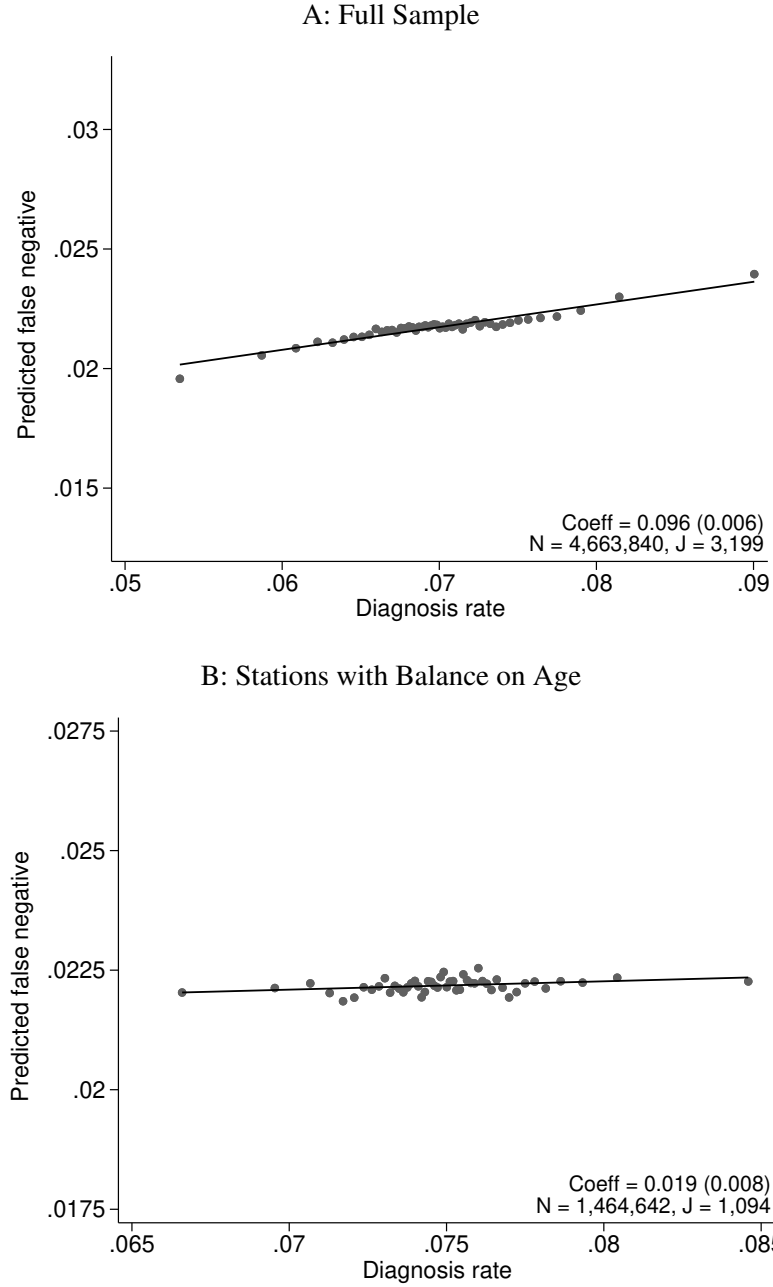 A: Full Sample
.03
.025
.02
.015
Predicted false negative
Coeff = 0.096 (0.006)
N = 4,663,840, J = 3,199
.05 .06 .07 .08 .09
Diagnosis rate
B: Stations with Balance on Age
.0275
.025
.0225
.02
.0175
Predicted false negative
Coeff = 0.019 (0.008)
N = 1,464,642, J = 1,094
.065 .07 .075 .08 .085
Diagnosis rate